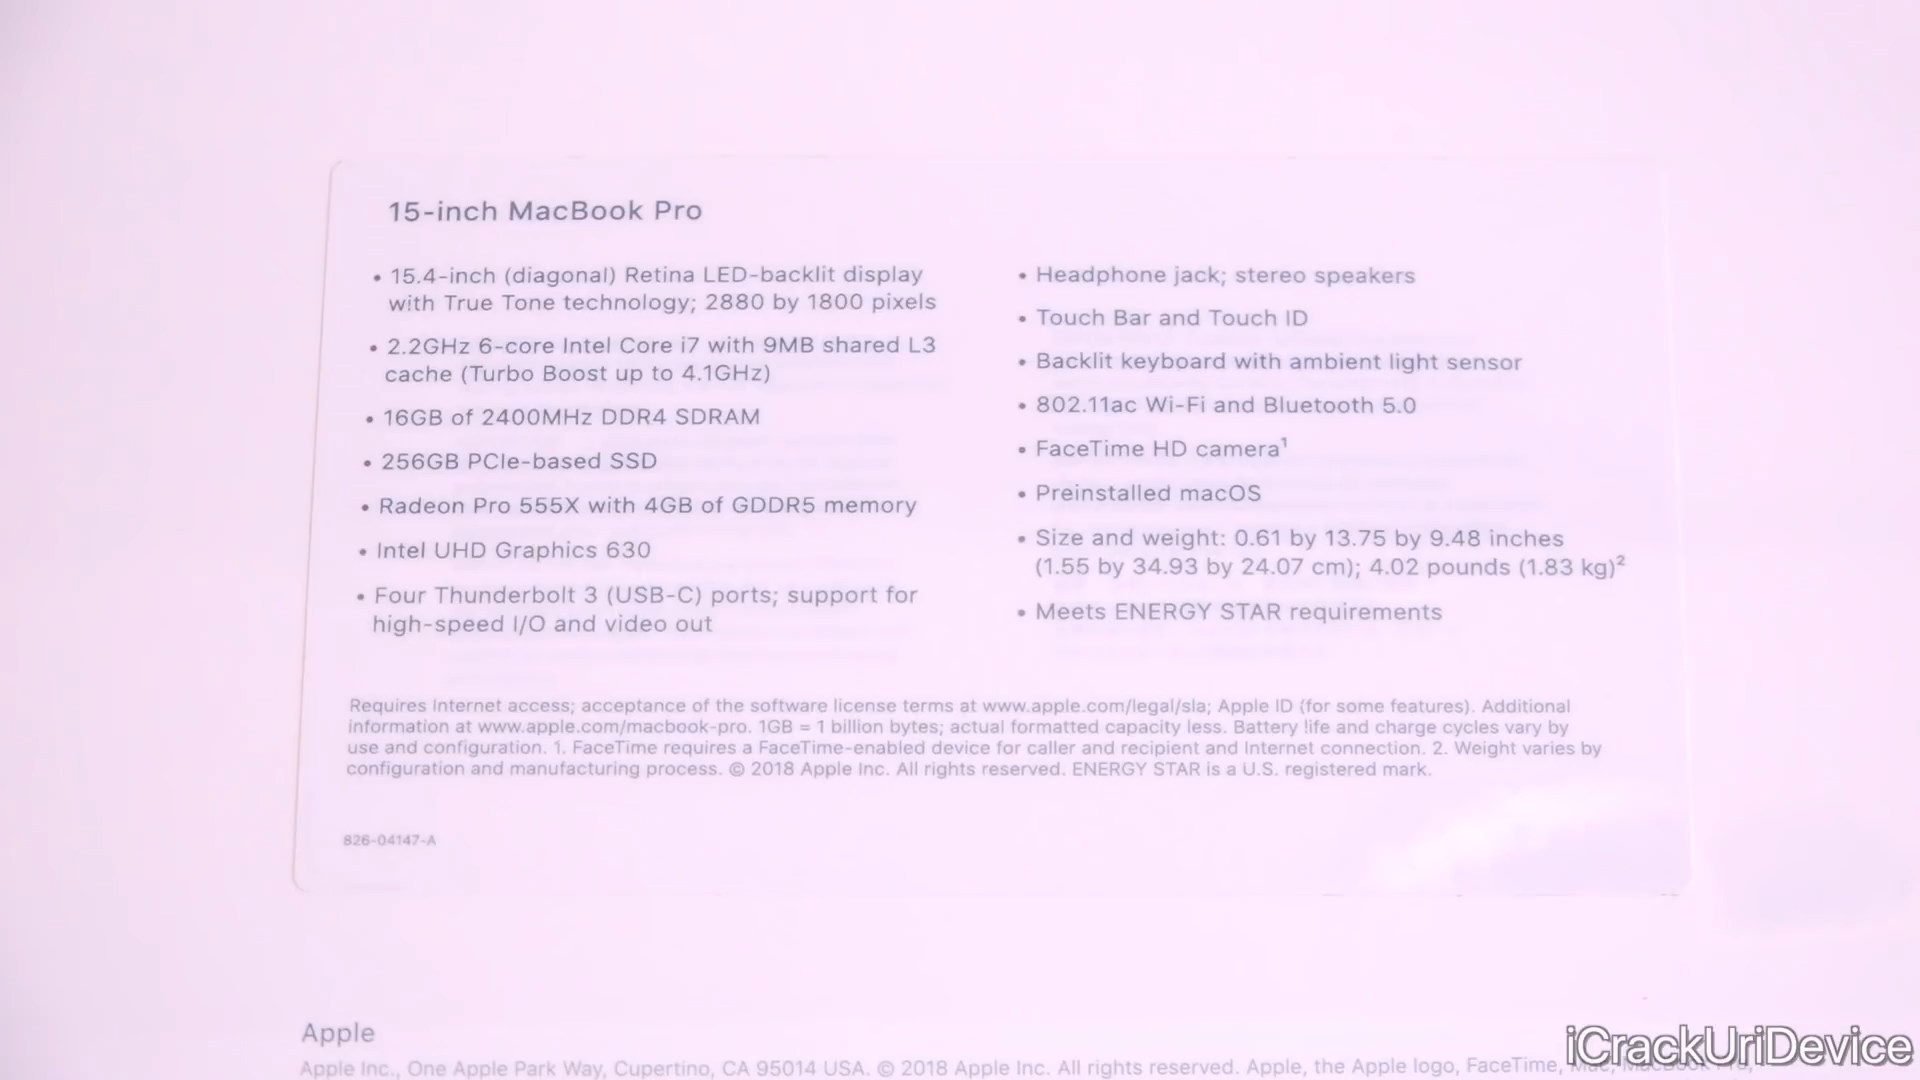 15-inch MacBook Pro
• 15.4-inch (diagonal) Retina LED-backlit display
with True Tone technology; 2880 by 1800 pixels
• 2.2GHz 6-core Intel Core i7 with 9MB shared L3
cache (Turbo Boost up to 4.1GHz)
• 16GB of 2400MHz DDR4 SDRAM
• 256GB PCIe-based SSD
• Radeon Pro 555X with 4GB of GDDR5 memory
• Intel UHD Graphics 630
• Four Thunderbolt 3 (USB-C) ports; support for
high-speed I/O and video out
• Headphone jack; stereo speakers
• Touch Bar and Touch ID
• Backlit keyboard with ambient light sensor
• 802.11ac Wi-Fi and Bluetooth 5.0
• FaceTime HD camera¹
• Preinstalled macOS
• Size and weight: 0.61 by 13.75 by 9.48 inches
(1.55 by 34.93 by 24.07 cm); 4.02 pounds (1.83 kg)²
• Meets ENERGY STAR requirements
Requires Internet access; acceptance of the software license terms at www.apple.com/legal/sla; Apple ID (for some features). Additional
information at www.apple.com/macbook-pro. 1GB = 1 billion bytes; actual formatted capacity less. Battery life and charge cycles vary by
use and configuration. 1. FaceTime requires a FaceTime-enabled device for caller and recipient and Internet connection. 2. Weight varies by
configuration and manufacturing process. © 2018 Apple Inc. All rights reserved. ENERGY STAR is a U.S. registered mark.
826-04147-A
Apple
Apple Inc., One Apple Park Way, Cupertino, CA 95014 USA. © 2018 Apple Inc. All rights reserved. Apple, the Apple logo, FaceTime,
iCrackUriDevice